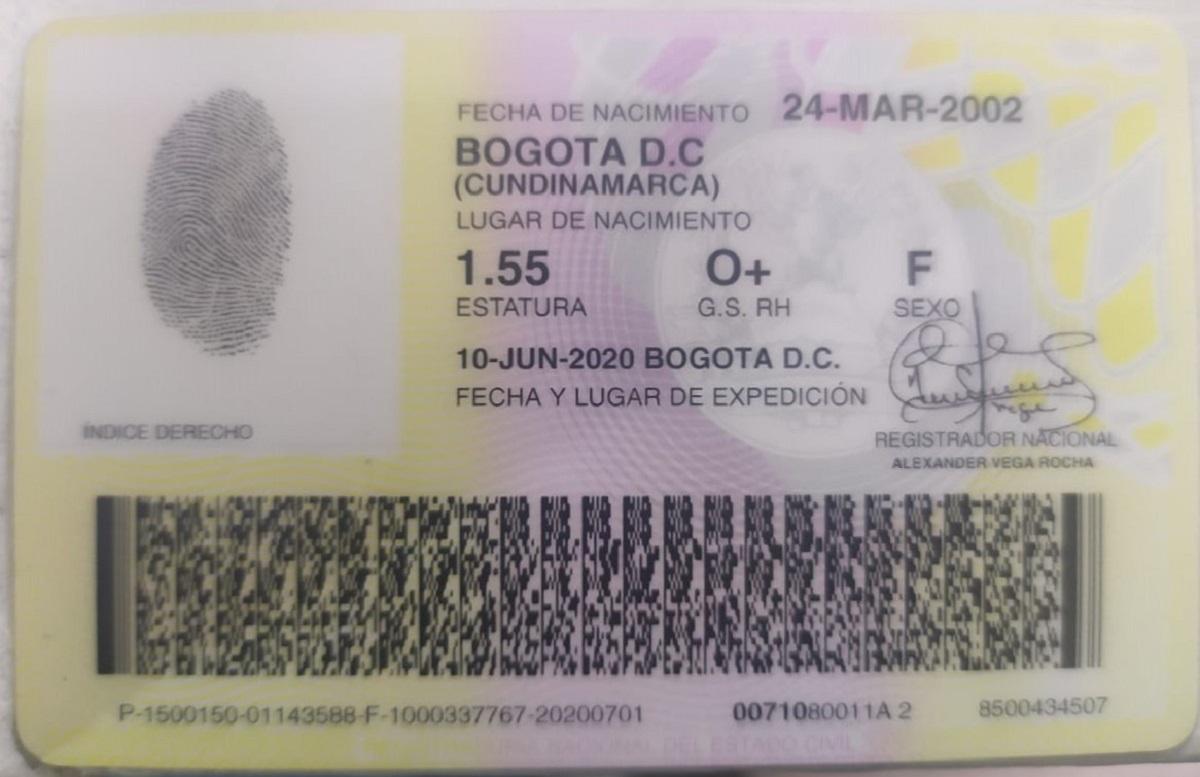 FECHA DE NACIMIENTO 24-MAR-2002
BOGOTA D.C
(CUNDINAMARCA)
LUGAR DE NACIMIENTO
1.55 O+ F
ESTATURA G.S. RH SEXO
10-JUN-2020 BOGOTA D.C.
FECHA Y LUGAR DE EXPEDICIÓN
ÍNDICE DERECHO
REGISTRADOR NACIONAL
ALEXANDER VEGA ROCHA
P-1500150-01143588-F-1000337767-20200701 0071080011A 2 8500434507
NACIONAL DEL ESTADO CIVIL